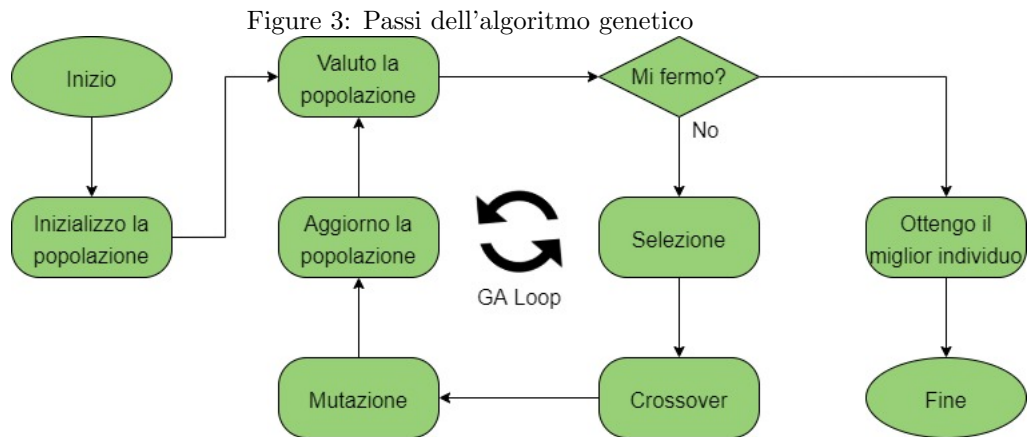 Figure 3: Passi dell'algoritmo genetico
Inizio
Valuto la
popolazione
Mi fermo?
No
Inizializzo la
popolazione
Aggiorno la
popolazione
GA Loop
Selezione
Ottengo il
miglior individuo
Mutazione
Crossover
Fine